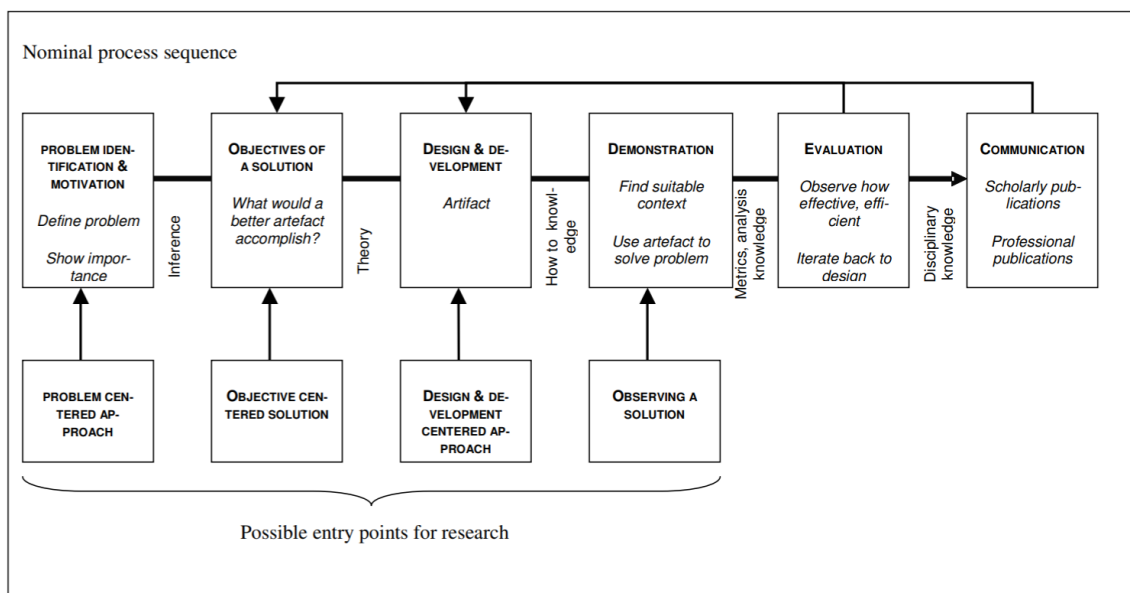 Nominal process sequence
PROBLEM IDEN-
TIFICATION &
MOTIVATION
Define problem
Show impor-
tance
Inference
OBJECTIVES OF
A SOLUTION
What would a
better artefact
accomplish?
Theory
DESIGN & DE-
VELOPMENT
Artifact
How to knowl-
edge
DEMONSTRATION
Find suitable
context
Use artefact to
solve problem
Metrics, analysis
knowledge
EVALUATION
Observe how
effective, effi-
cient
Iterate back to
design
Disciplinary
knowledge
COMMUNICATION
Scholarly pub-
lications
Professional
publications
PROBLEM CEN-
TERED AP-
PROACH
OBJECTIVE CEN-
TERED SOLUTION
DESIGN & DE-
VELOPMENT
CENTERED AP-
PROACH
OBSERVING A
SOLUTION
Possible entry points for research